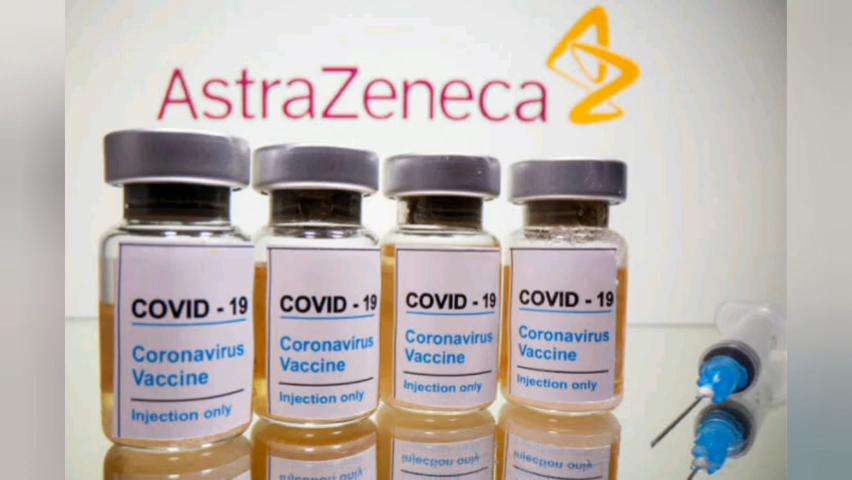 AstraZeneca
COVID - 19
Coronavirus
Vaccine
Injection only
COVID - 19
Coronavirus
Vaccine
Injection only
COVID - 19
Coronavirus
Vaccine
Injection only
COVID - 19
Coronavirus
Vaccine
Injection only